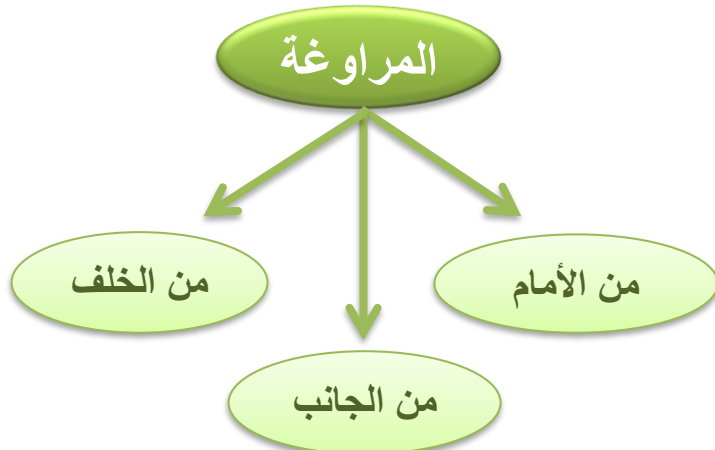 المراوغة
من الأمام
من الخلف
من الجانب